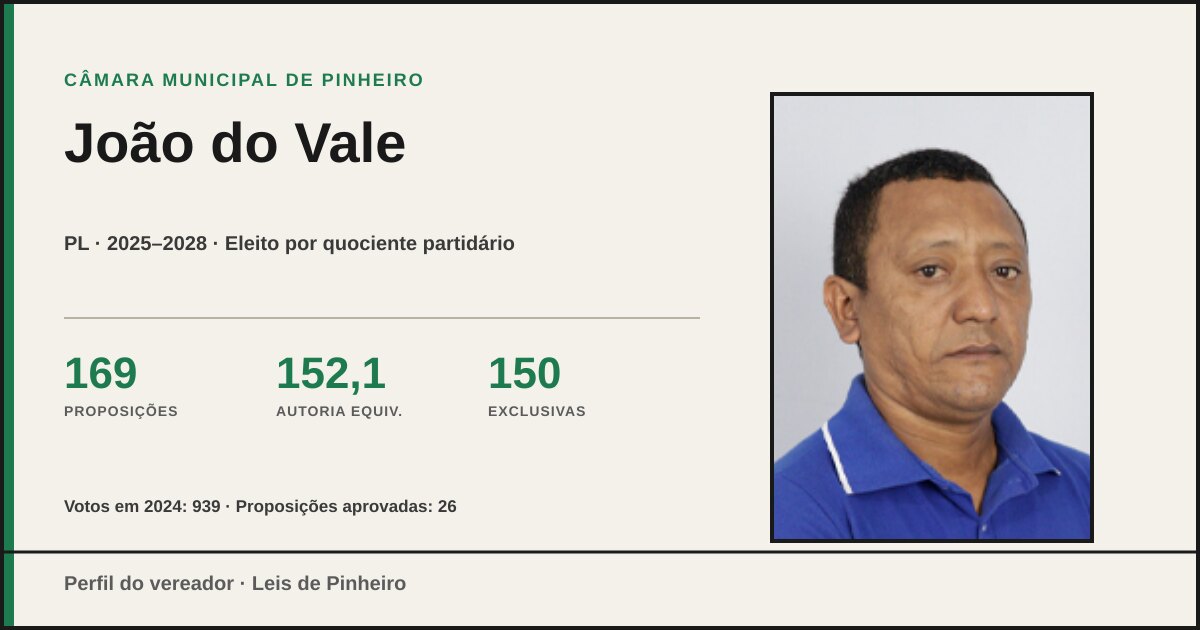 CÂMARA MUNICIPAL DE PINHEIRO
João do Vale
PL · 2025–2028 · Eleito por quociente partidário
169
PROPOSIÇÕES
152,1
AUTORIA EQUIV.
150
EXCLUSIVAS
Votos em 2024: 939 · Proposições aprovadas: 26
Perfil do vereador · Leis de Pinheiro